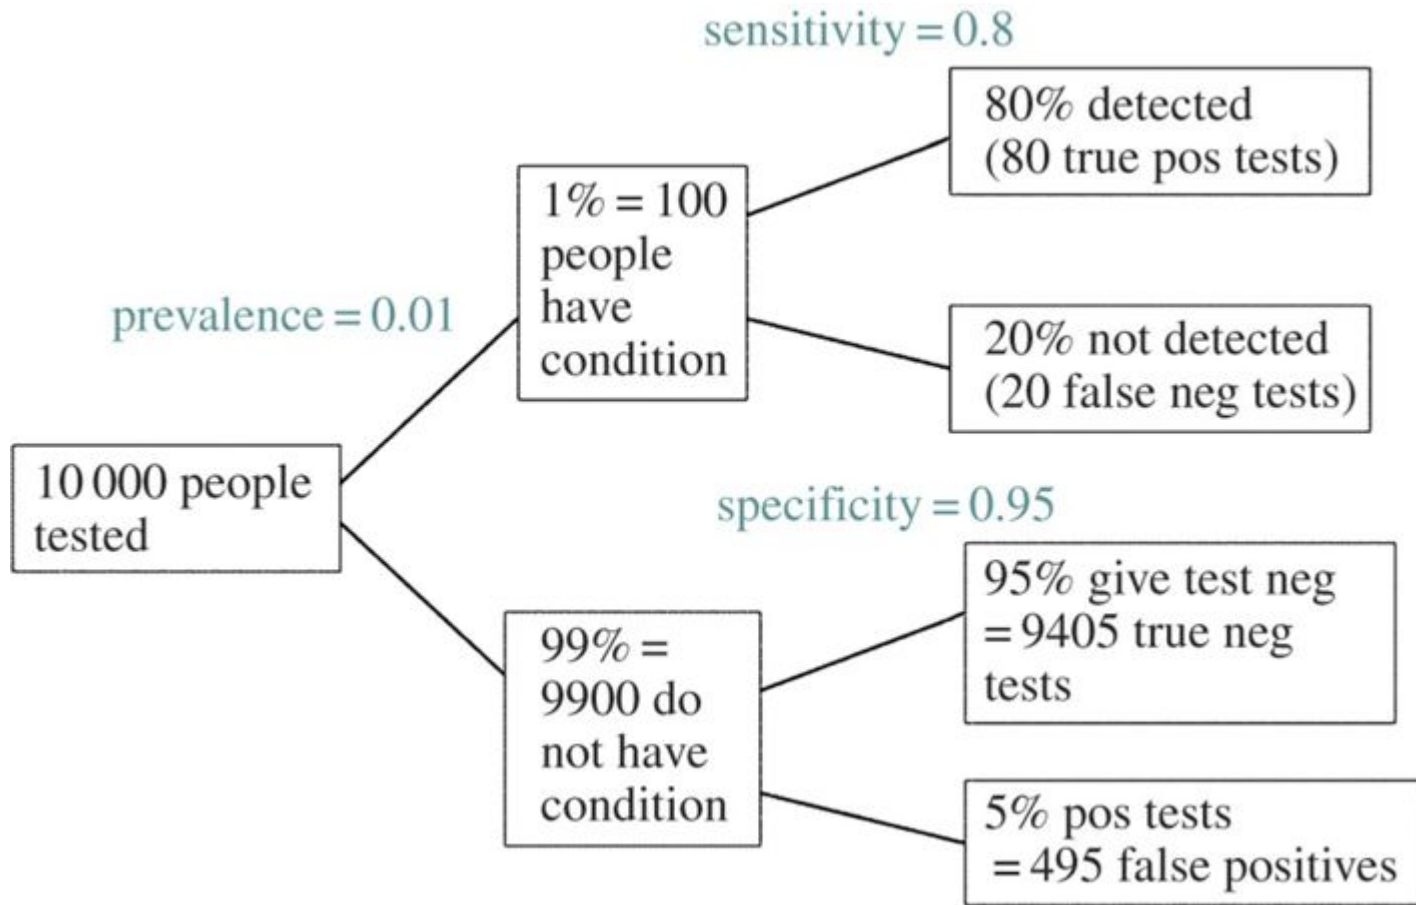 sensitivity = 0.8
80% detected
(80 true pos tests)
1% = 100
people
have
condition
prevalence = 0.01
20% not detected
(20 false neg tests)
10 000 people
tested
specificity = 0.95
95% give test neg
= 9405 true neg
tests
99% =
9900 do
not have
condition
5% pos tests
= 495 false positives